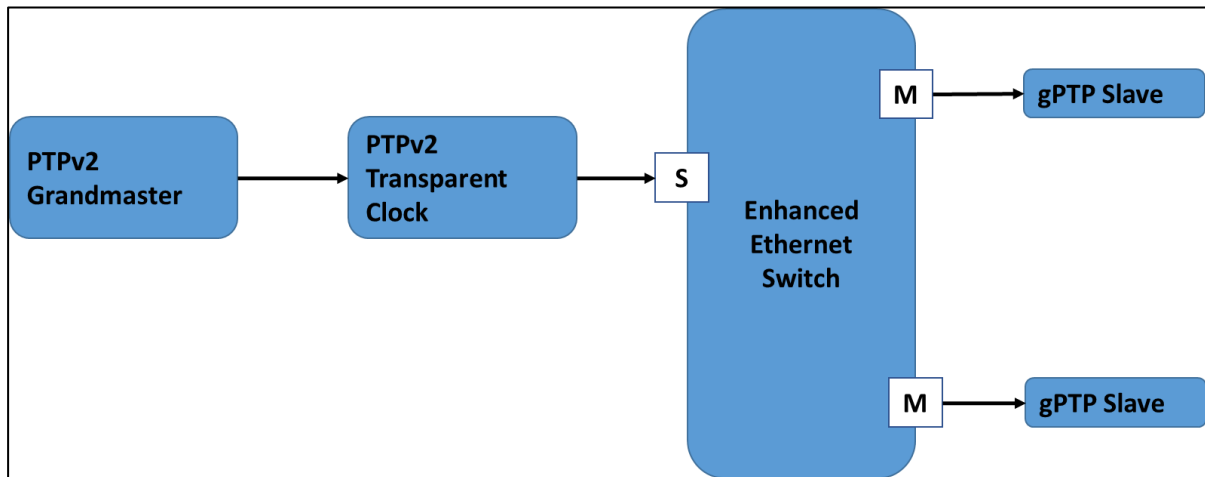 PTPv2
Grandmaster
PTPv2
Transparent
Clock
S
Enhanced
Ethernet
Switch
M
gPTP Slave
M
gPTP Slave